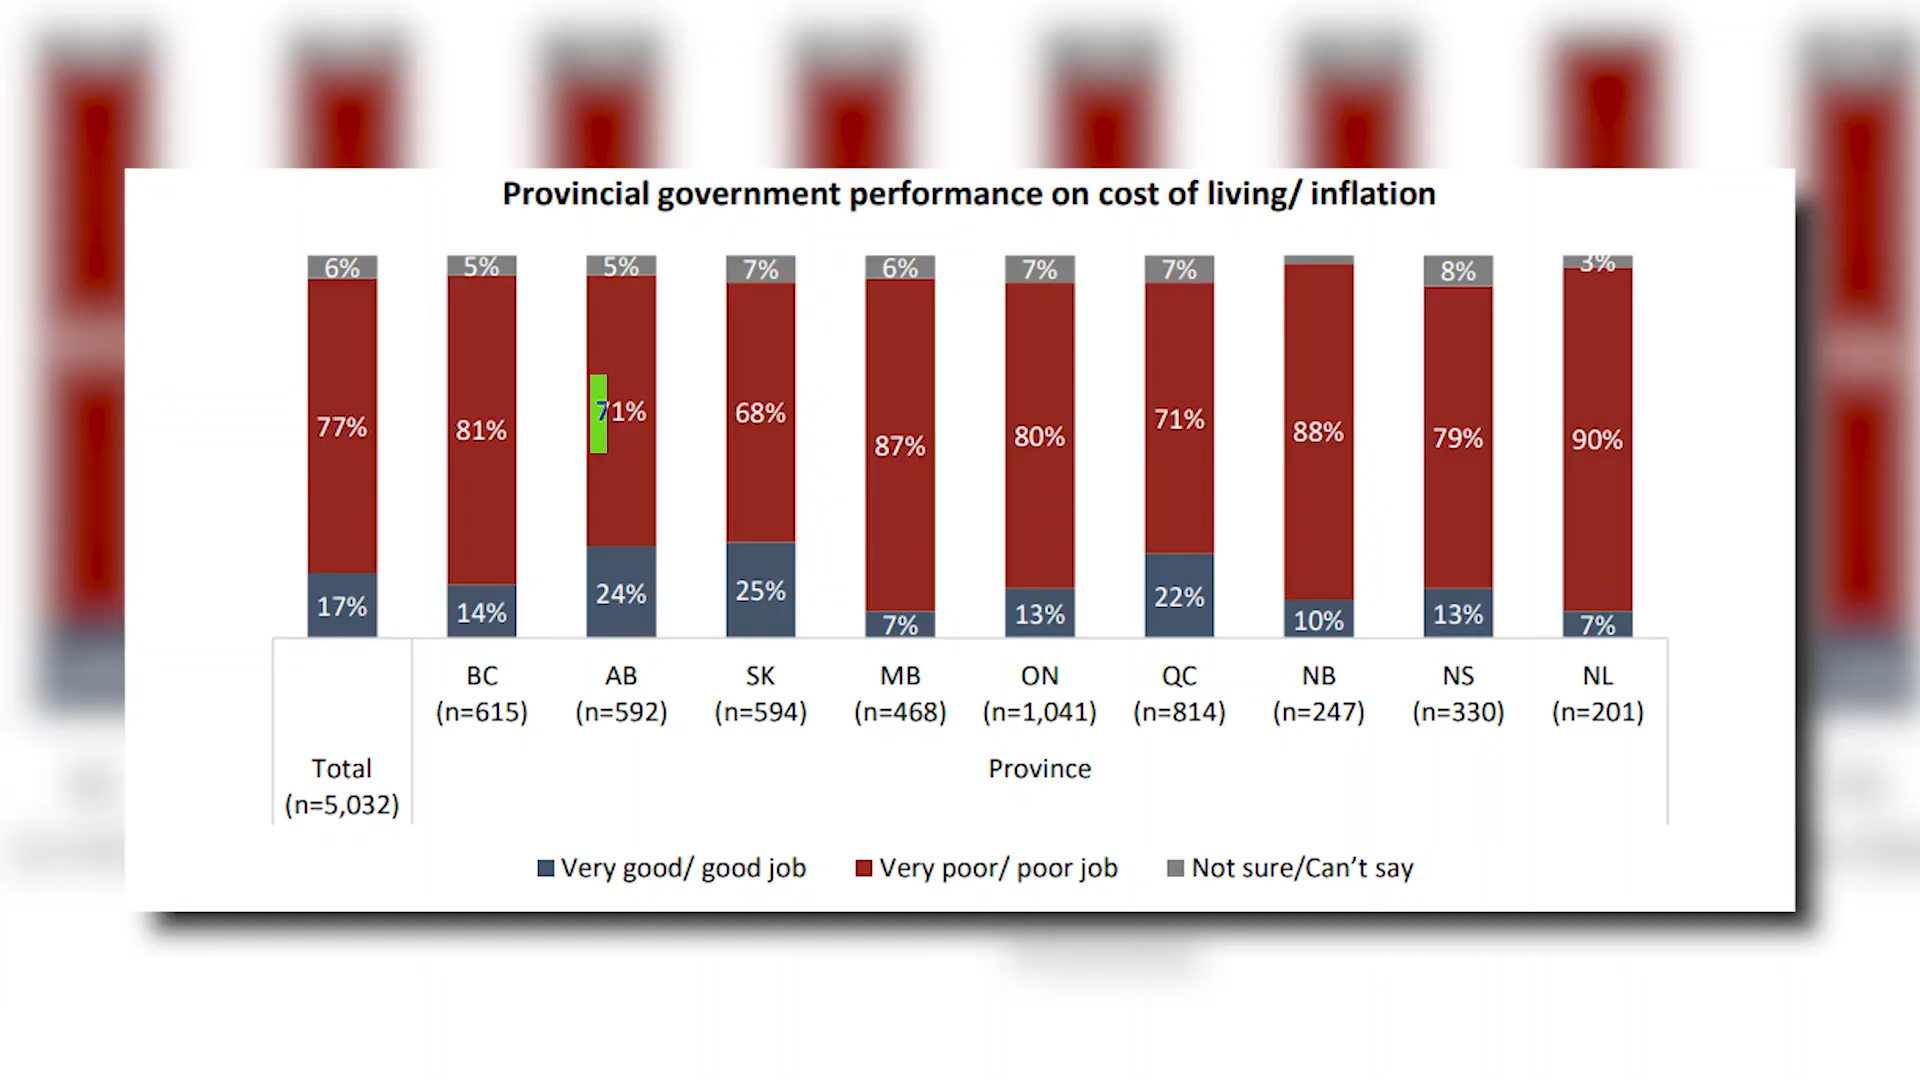 Provincial government performance on cost of living/ inflation
6% 5% 5% 7% 6% 7% 7% 8% 3%
77% 81% 71% 68% 87% 80% 71% 88% 79% 90%
17% 14% 24% 25% 7% 13% 22% 10% 13% 7%
BC AB SK MB ON QC NB NS NL
(n=615) (n=592) (n=594) (n=468) (n=1,041) (n=814) (n=247) (n=330) (n=201)
Total Province
(n=5,032)
Very good/ good job Very poor/ poor job Not sure/Can't say